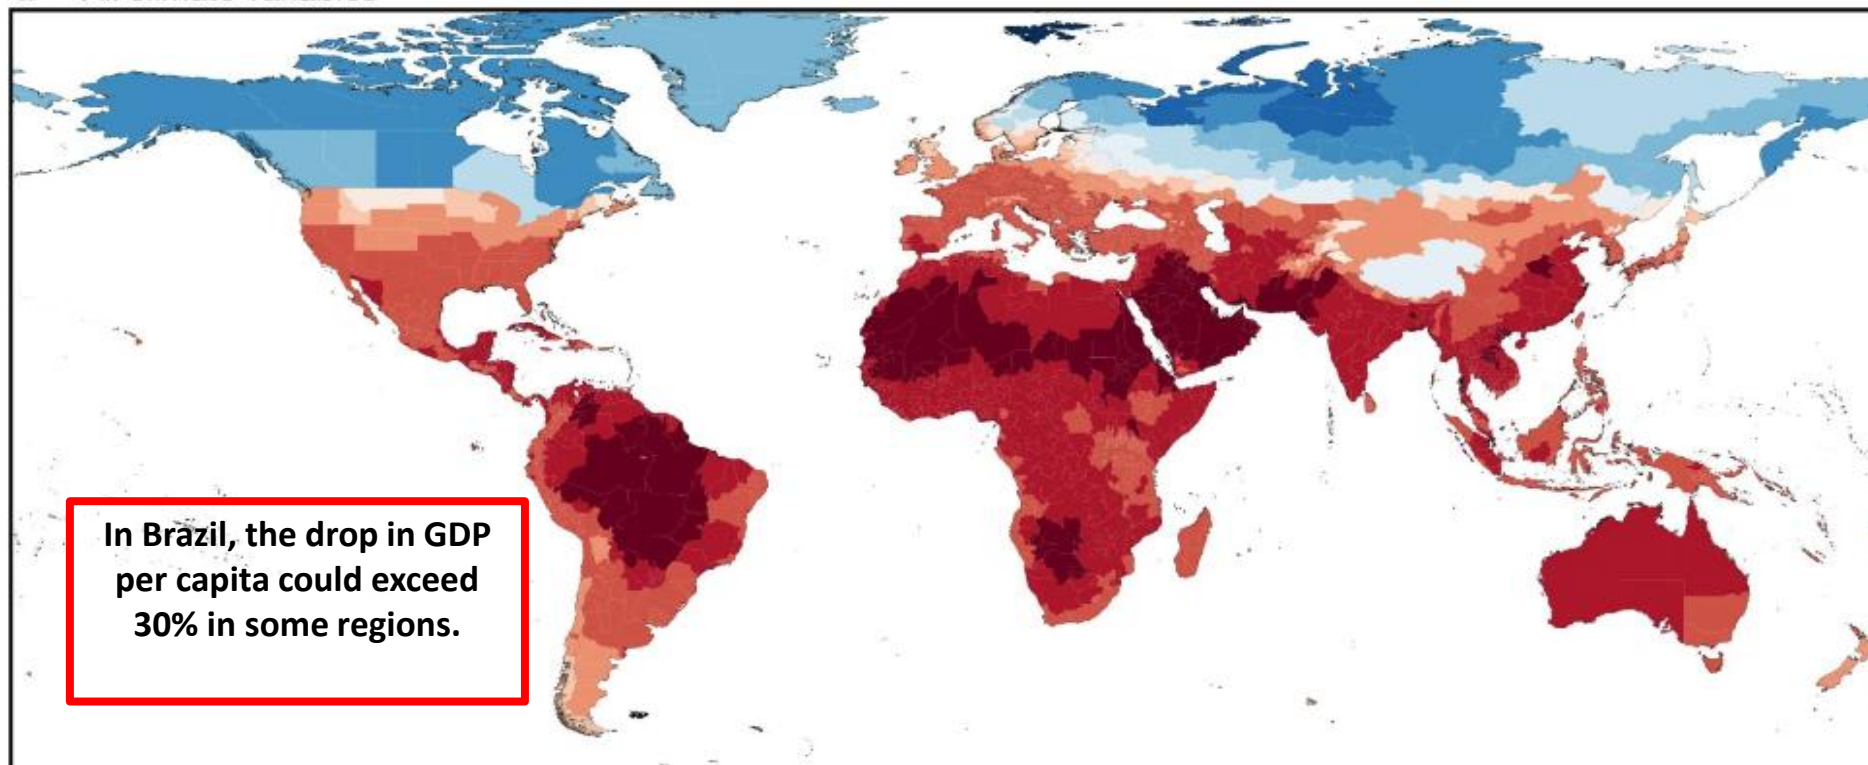 In Brazil, the drop in GDP
per capita could exceed
30% in some regions.